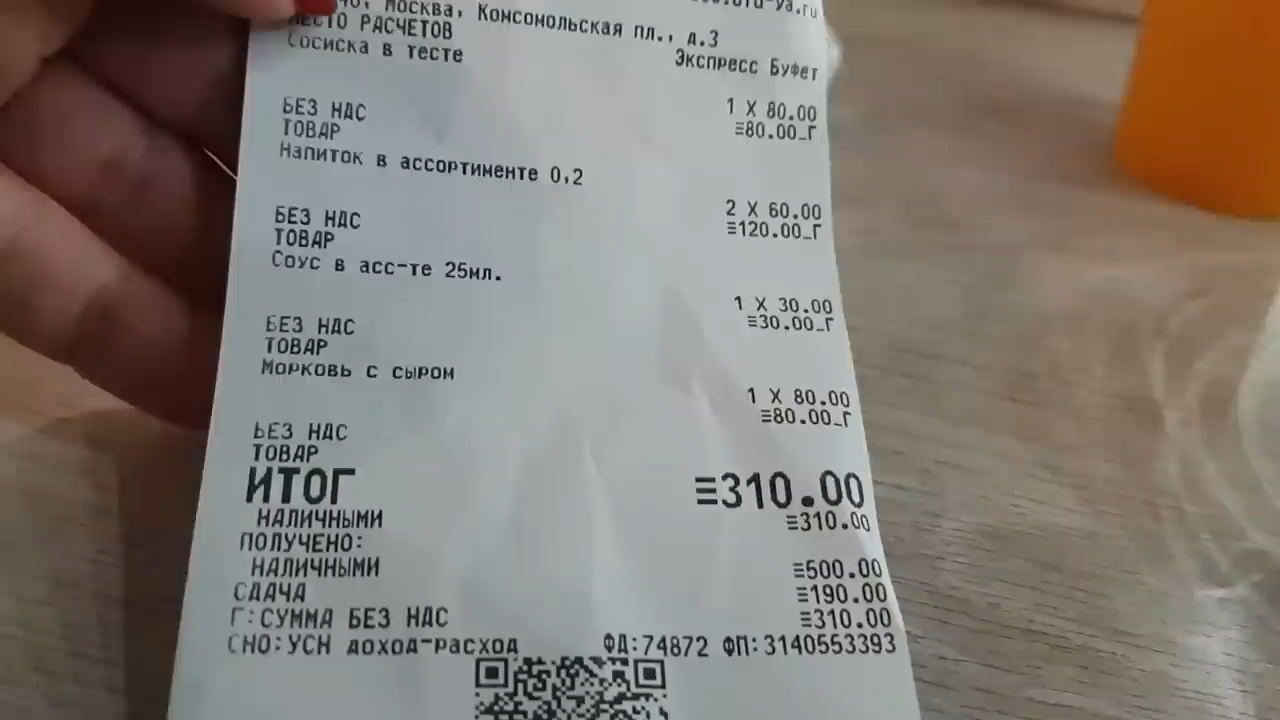 Москва, Комсомольская пл., д.3
МЕСТО РАСЧЕТОВ Экспресс Буфет
Сосиска в тесте
1 X 80.00
БЕЗ НДС ≡80.00_Г
ТОВАР
Напиток в ассортименте 0,2
2 X 60.00
БЕЗ НДС ≡120.00_Г
ТОВАР
Соус в асс-те 25мл.
1 X 30.00
БЕЗ НДС ≡30.00_Г
ТОВАР
Морковь с сыром
1 X 80.00
БЕЗ НДС ≡80.00_Г
ТОВАР
ИТОГ ≡310.00
НАЛИЧНЫМИ ≡310.00
ПОЛУЧЕНО:
НАЛИЧНЫМИ ≡500.00
СДАЧА ≡190.00
Г:СУММА БЕЗ НДС ≡310.00
СНО:УСН доход-расход ФД:74872 ФП:3140553393